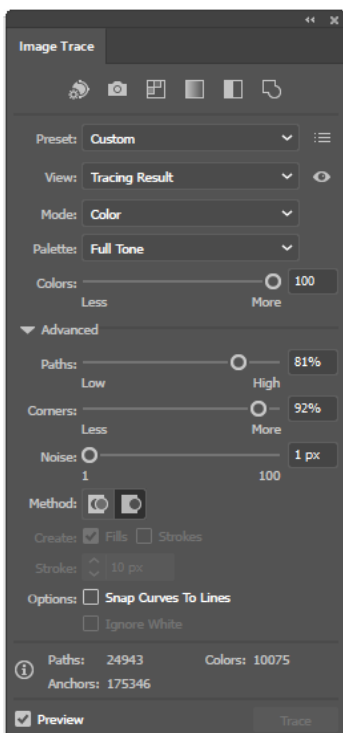 Image Trace
Preset: Custom
View: Tracing Result
Mode: Color
Palette: Full Tone
Colors: 100
Less More
Advanced
Paths: 81%
Low High
Corners: 92%
Less More
Noise: 1 px
1 100
Method:
Create: Fills Strokes
Stroke: 10 px
Options: Snap Curves To Lines
Ignore White
Paths: 24943 Colors: 10075
Anchors: 175346
Preview Trace